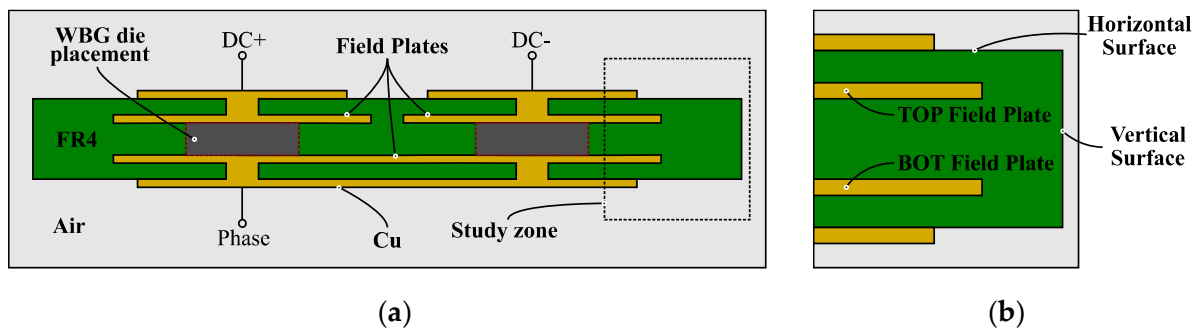 WBG die
placement
DC+
Field Plates
DC-
FR4
Air
Phase
Cu
Study zone
(a)
Horizontal
Surface
TOP Field Plate
Vertical
Surface
BOT Field Plate
(b)